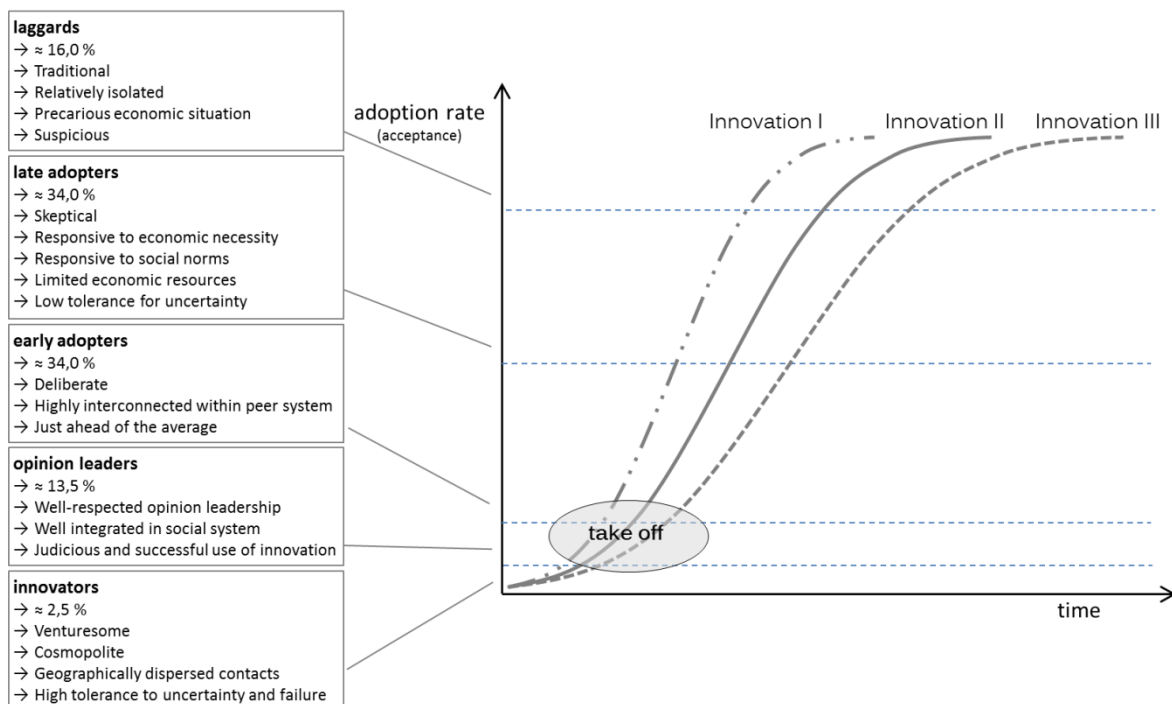 laggards
→ ≈ 16,0 %
→ Traditional
→ Relatively isolated
→ Precarious economic situation
→ Suspicious
late adopters
→ ≈ 34,0 %
→ Skeptical
→ Responsive to economic necessity
→ Responsive to social norms
→ Limited economic resources
→ Low tolerance for uncertainty
early adopters
→ ≈ 34,0 %
→ Deliberate
→ Highly interconnected within peer system
→ Just ahead of the average
opinion leaders
→ ≈ 13,5 %
→ Well-respected opinion leadership
→ Well integrated in social system
→ Judicious and successful use of innovation
innovators
→ ≈ 2,5 %
→ Venturesome
→ Cosmopolite
→ Geographically dispersed contacts
→ High tolerance to uncertainty and failure
adoption rate
(acceptance)
Innovation I
Innovation II
Innovation III
take off
time